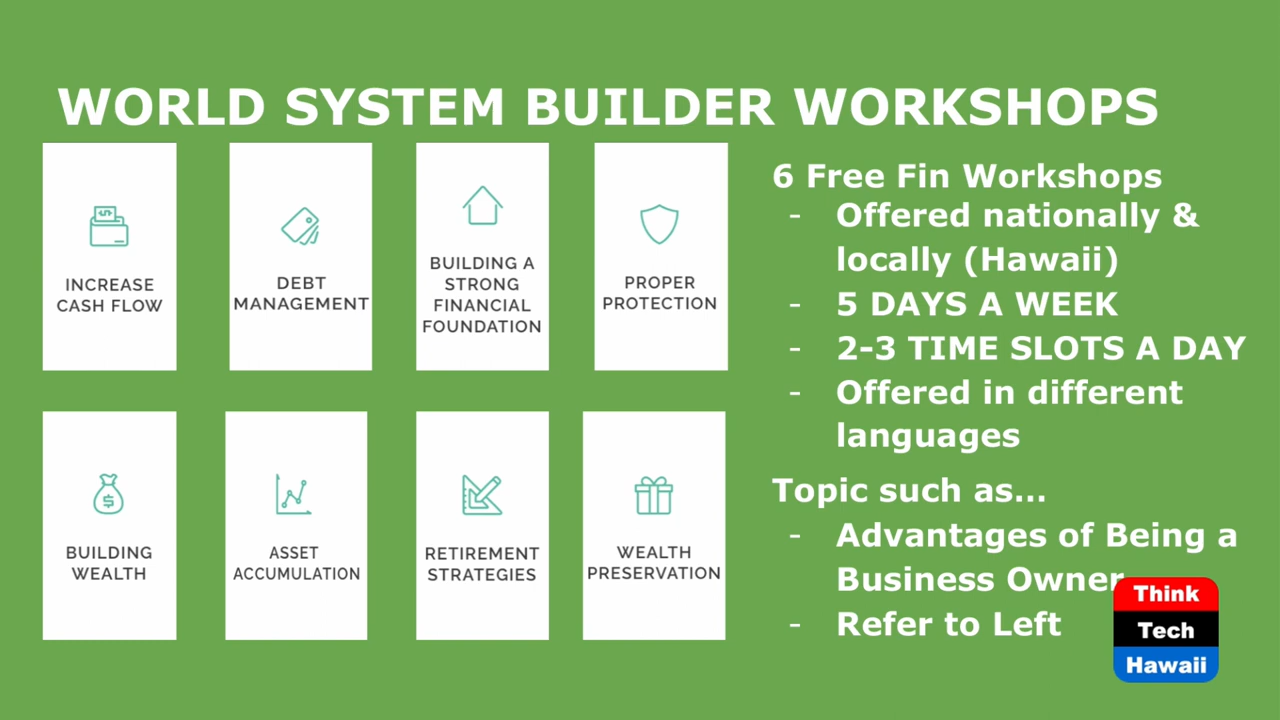 WORLD SYSTEM BUILDER WORKSHOPS
INCREASE
CASH FLOW
DEBT
MANAGEMENT
BUILDING A
STRONG
FINANCIAL
FOUNDATION
PROPER
PROTECTION
BUILDING
WEALTH
ASSET
ACCUMULATION
RETIREMENT
STRATEGIES
WEALTH
PRESERVATION
6 Free Fin Workshops
- Offered nationally &
locally (Hawaii)
- 5 DAYS A WEEK
- 2-3 TIME SLOTS A DAY
- Offered in different
languages
Topic such as...
- Advantages of Being a
Business Owner
- Refer to Left
Think
Tech
Hawaii